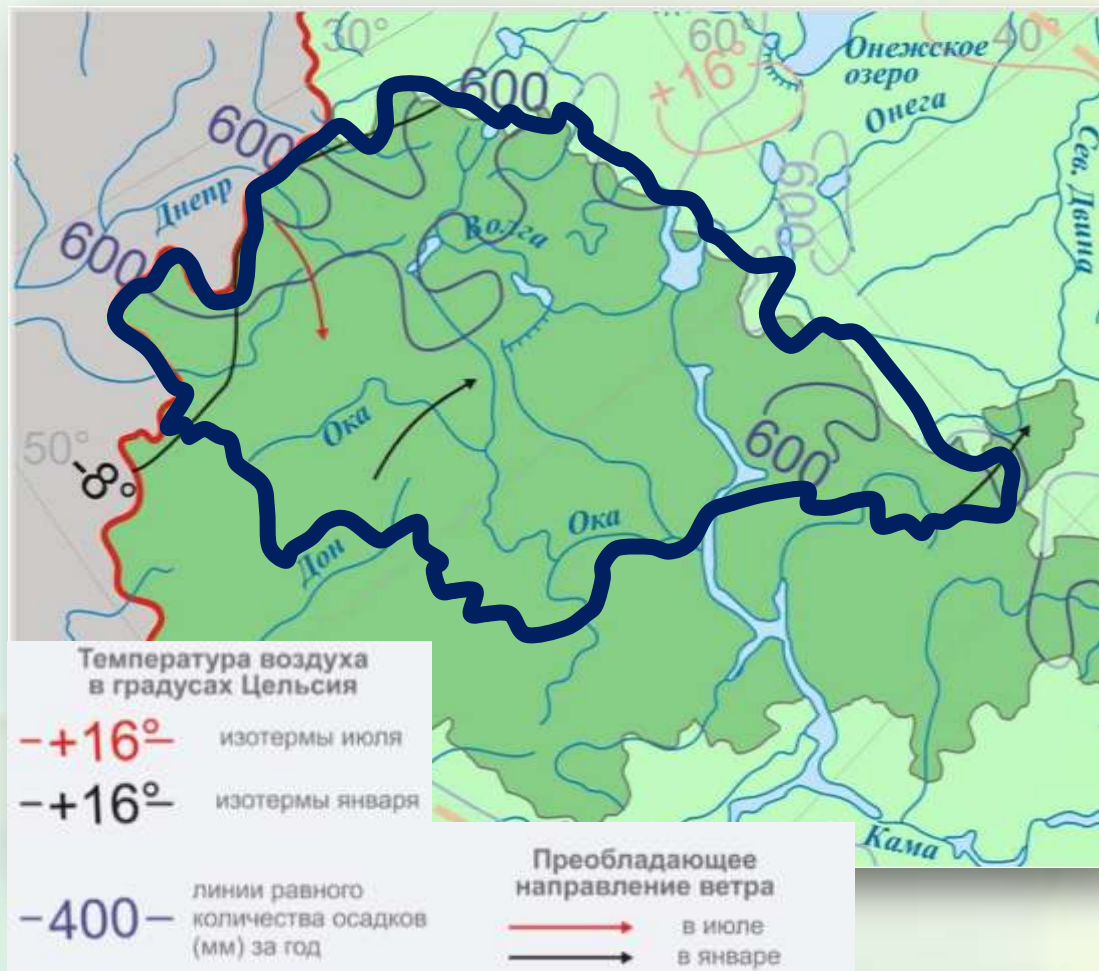 30°
60°
40°
+16°
Онежское
озеро
Онега
Сев. Двина
600
600
600
600
600
Днепр
Волга
50°
-8°
Ока
Ока
Дон
Кама
Температура воздуха
в градусах Цельсия
-+16°- изотермы июля
-+16°- изотермы января
-400- линии равного
количества осадков
(мм) за год
Преобладающее
направление ветра
в июле
в январе